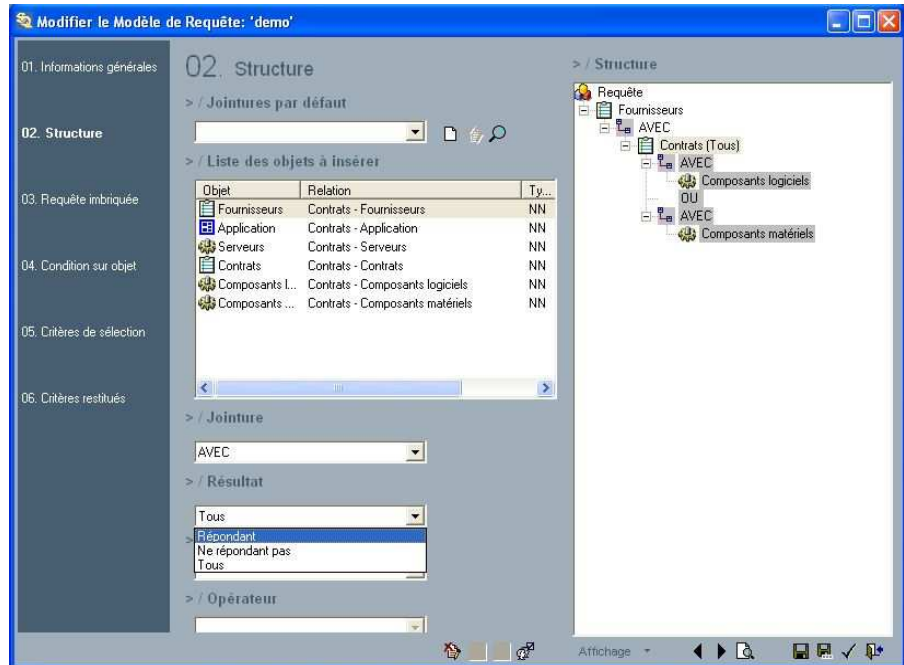 Modifier le Modèle de Requête: 'demo'
01. Informations générales
02. Structure
03. Requête imbriquée
04. Condition sur objet
05. Critères de sélection
06. Critères restitués
02. Structure
> / Jointures par défaut
> / Liste des objets à insérer
Objet Relation Ty...
Fournisseurs Contrats - Fournisseurs NN
Application Contrats - Application NN
Serveurs Contrats - Serveurs NN
Contrats Contrats - Contrats NN
Composants l... Contrats - Composants logiciels NN
Composants ... Contrats - Composants matériels NN
> / Jointure
AVEC
> / Résultat
Tous
Répondant
Ne répondant pas
Tous
>
> / Opérateur
> / Structure
Requête
Fournisseurs
AVEC
Contrats (Tous)
AVEC
Composants logiciels
OU
AVEC
Composants matériels
Affichage